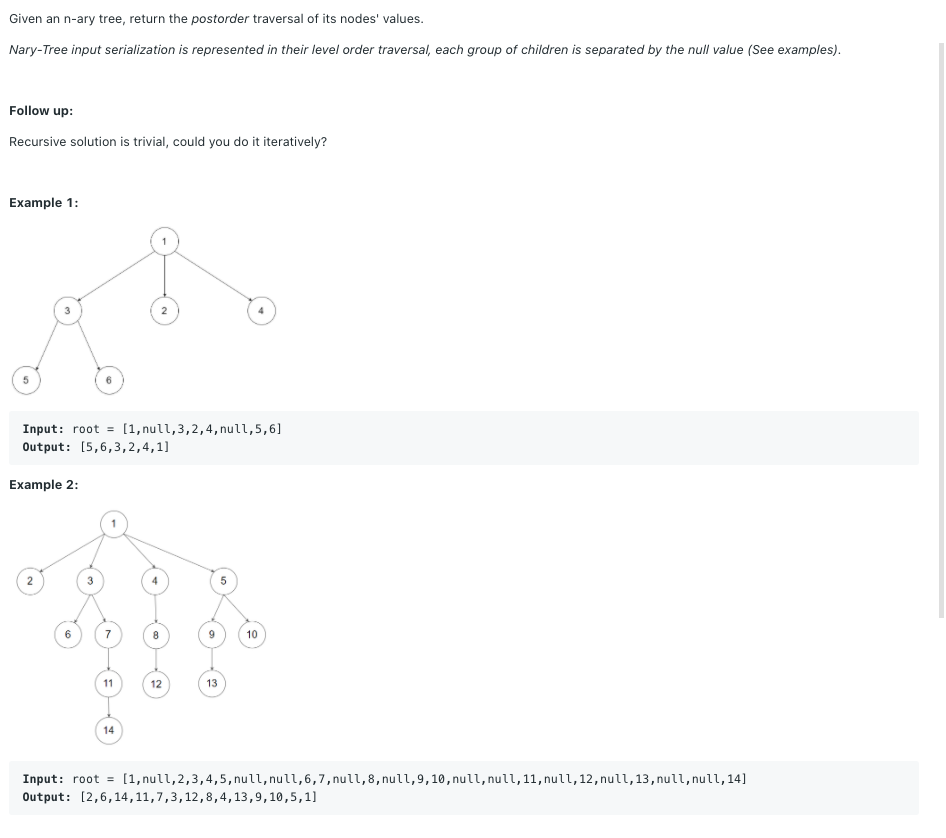 Given an n-ary tree, return the postorder traversal of its nodes' values.
Nary-Tree input serialization is represented in their level order traversal, each group of children is separated by the null value (See examples).
Follow up:
Recursive solution is trivial, could you do it iteratively?
Example 1:
1
3 2 4
5 6
Input: root = [1,null,3,2,4,null,5,6]
Output: [5,6,3,2,4,1]
Example 2:
1
2 3 4 5
6 7 8 9 10
11 12 13
14
Input: root = [1,null,2,3,4,5,null,null,6,7,null,8,null,9,10,null,null,11,null,12,null,13,null,null,14]
Output: [2,6,14,11,7,3,12,8,4,13,9,10,5,1]